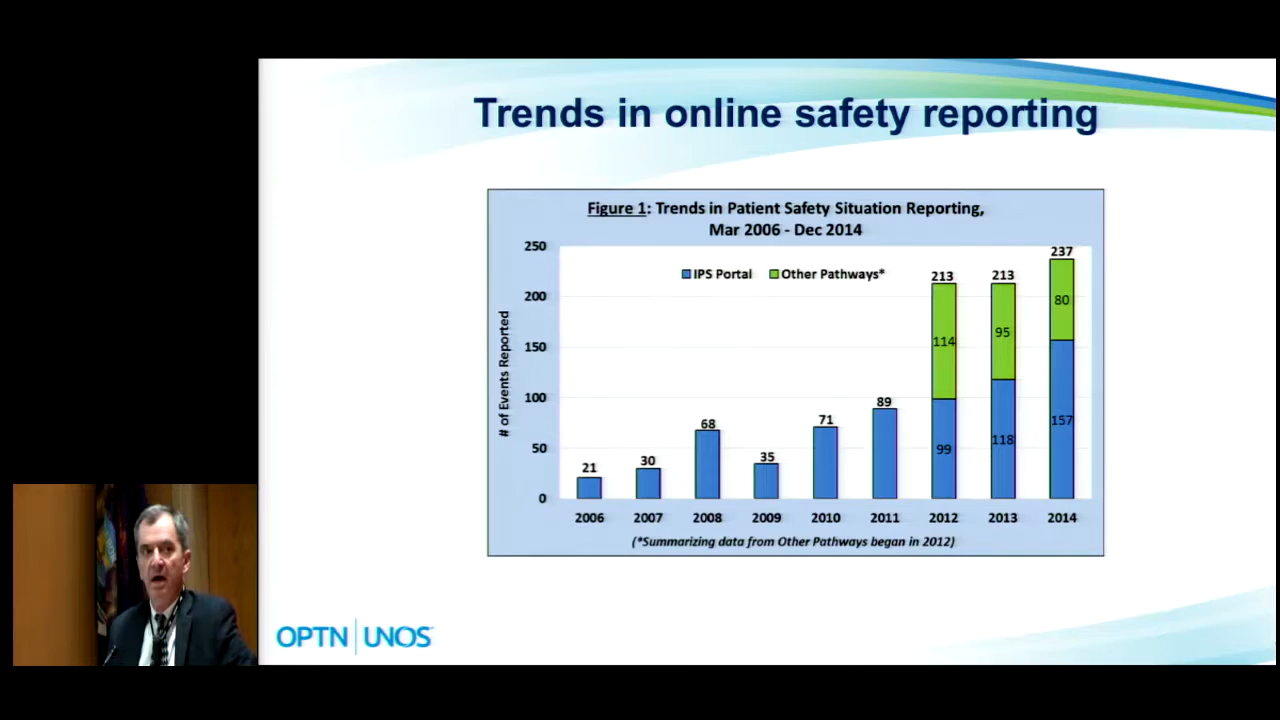 Trends in online safety reporting
Figure 1: Trends in Patient Safety Situation Reporting,
Mar 2006 - Dec 2014
# of Events Reported
250
200
150
100
50
0
IPS Portal
Other Pathways*
21
30
68
35
71
89
213
114
99
213
95
118
237
80
157
2006 2007 2008 2009 2010 2011 2012 2013 2014
(*Summarizing data from Other Pathways began in 2012)
OPTN UNOS